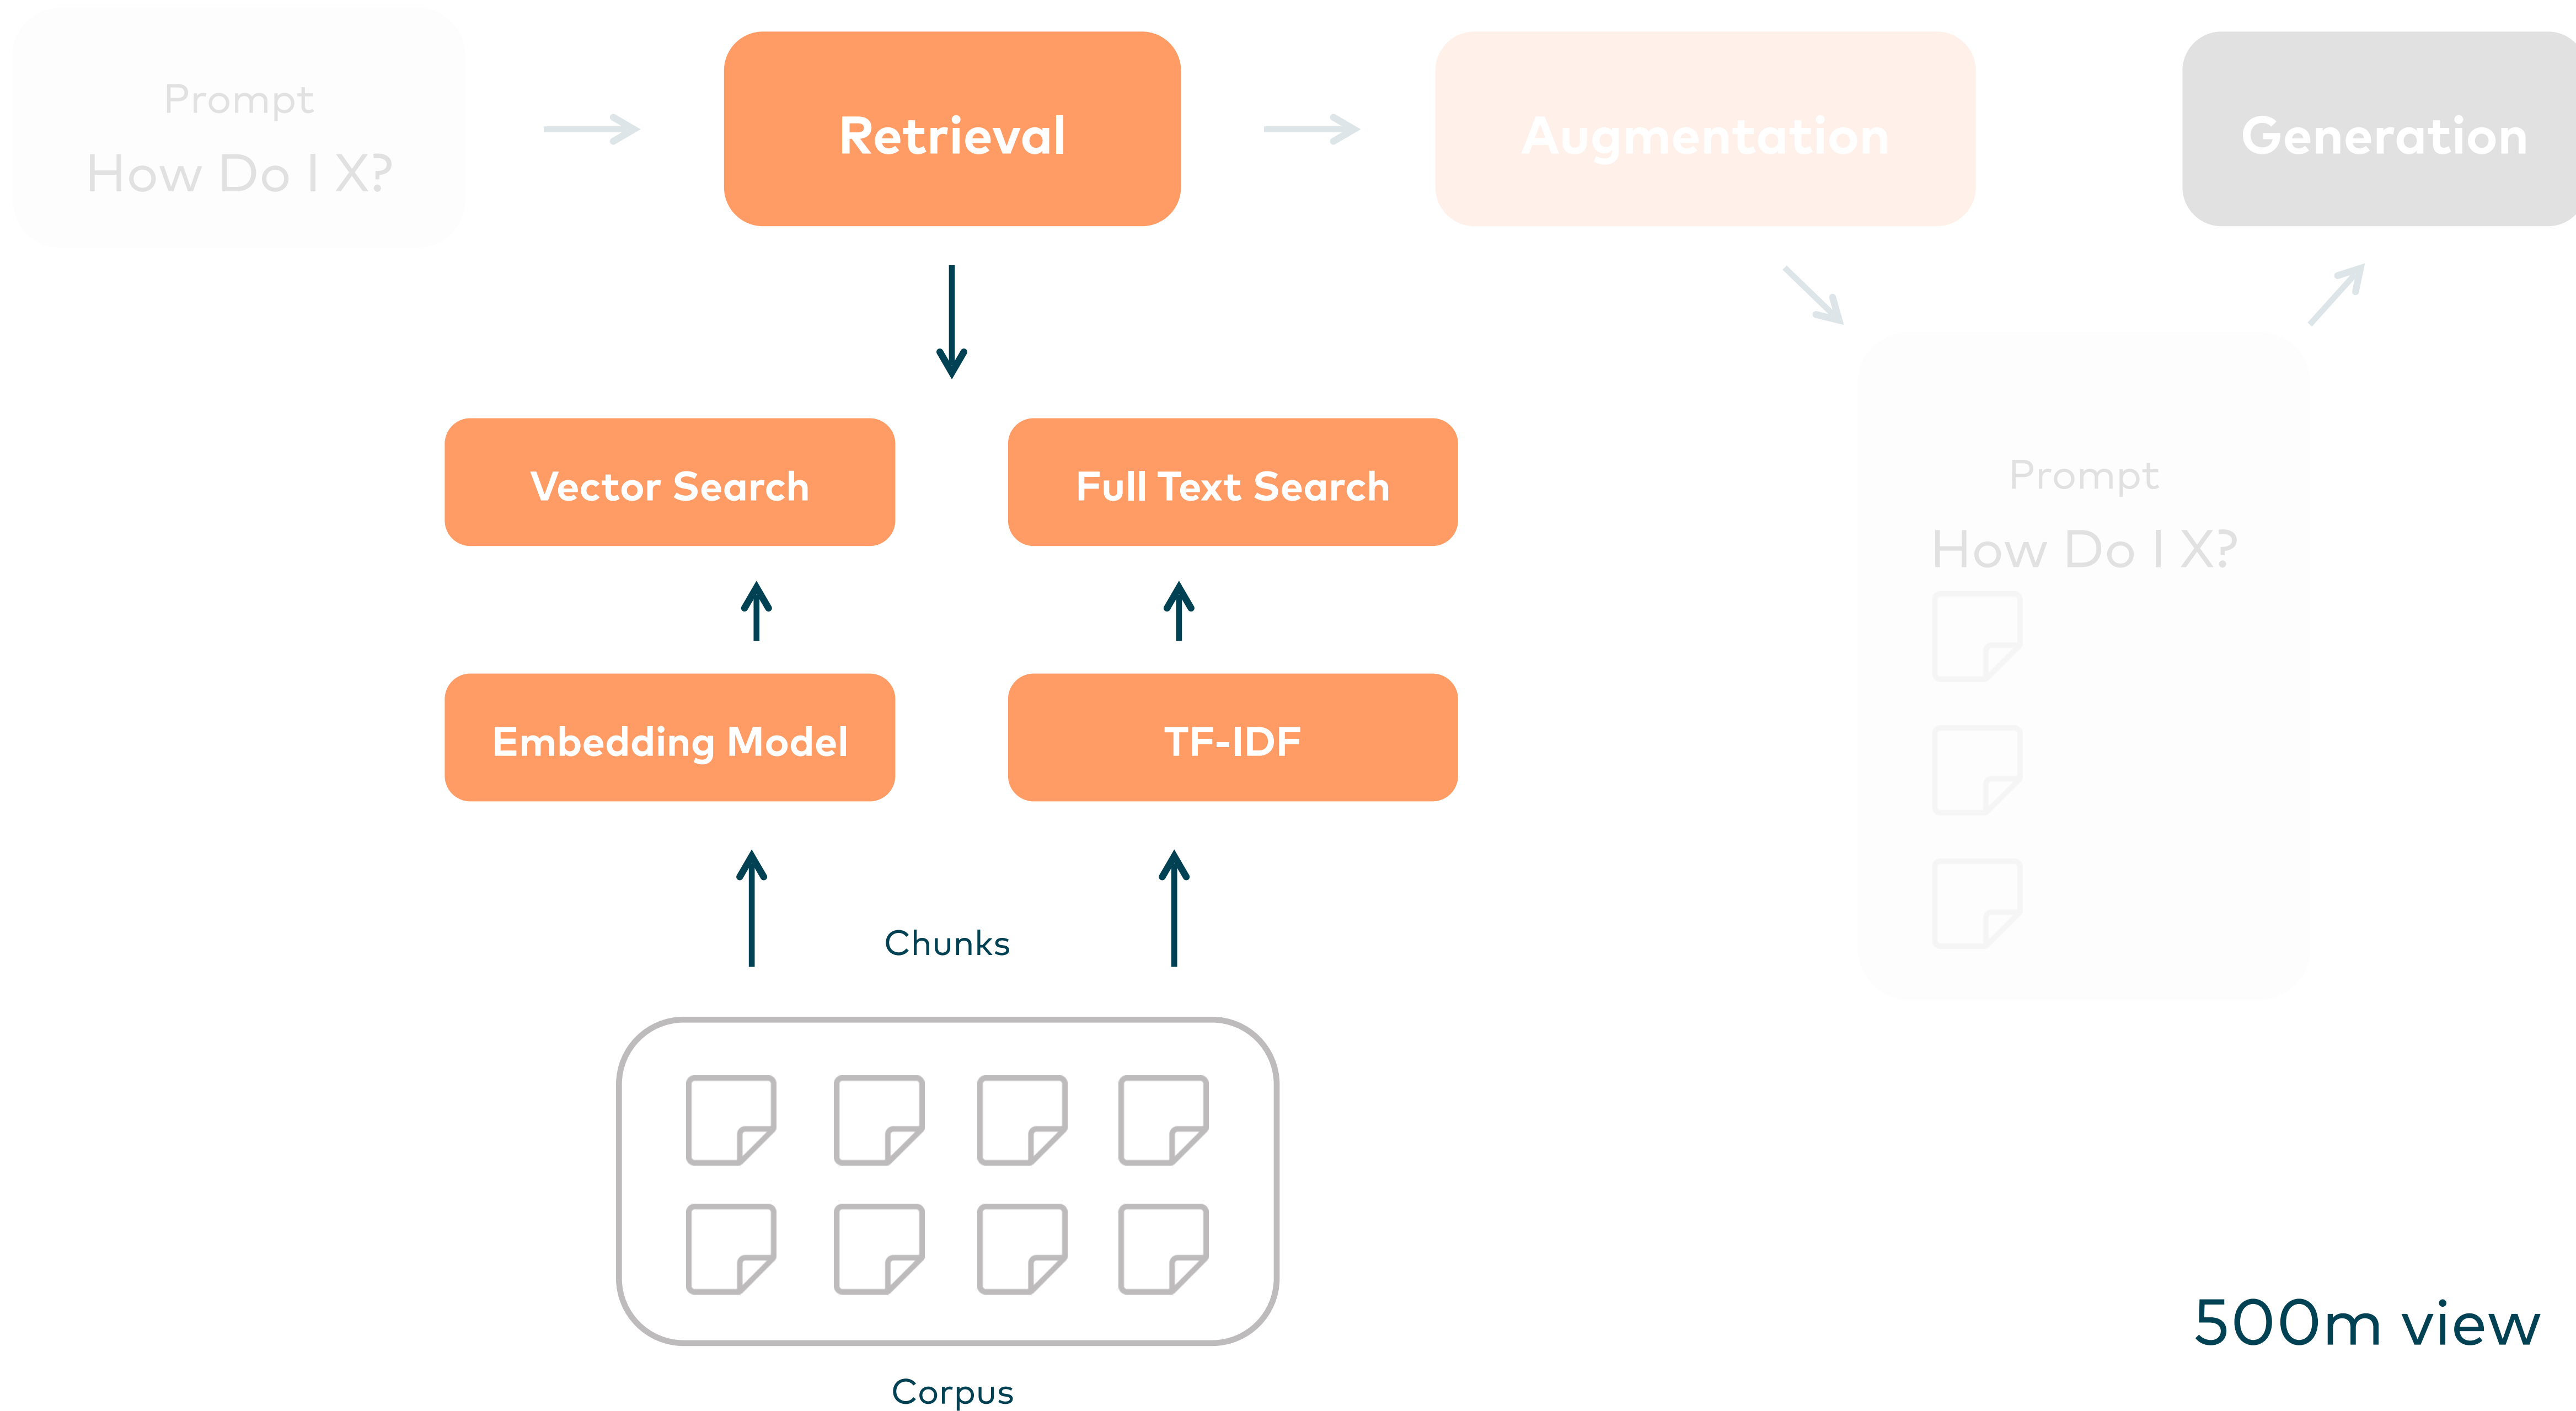 Prompt
How Do I X?
Retrieval
Augmentation
Generation
Vector Search
Full Text Search
Prompt
How Do I X?
Embedding Model
TF-IDF
Chunks
500m view
Corpus